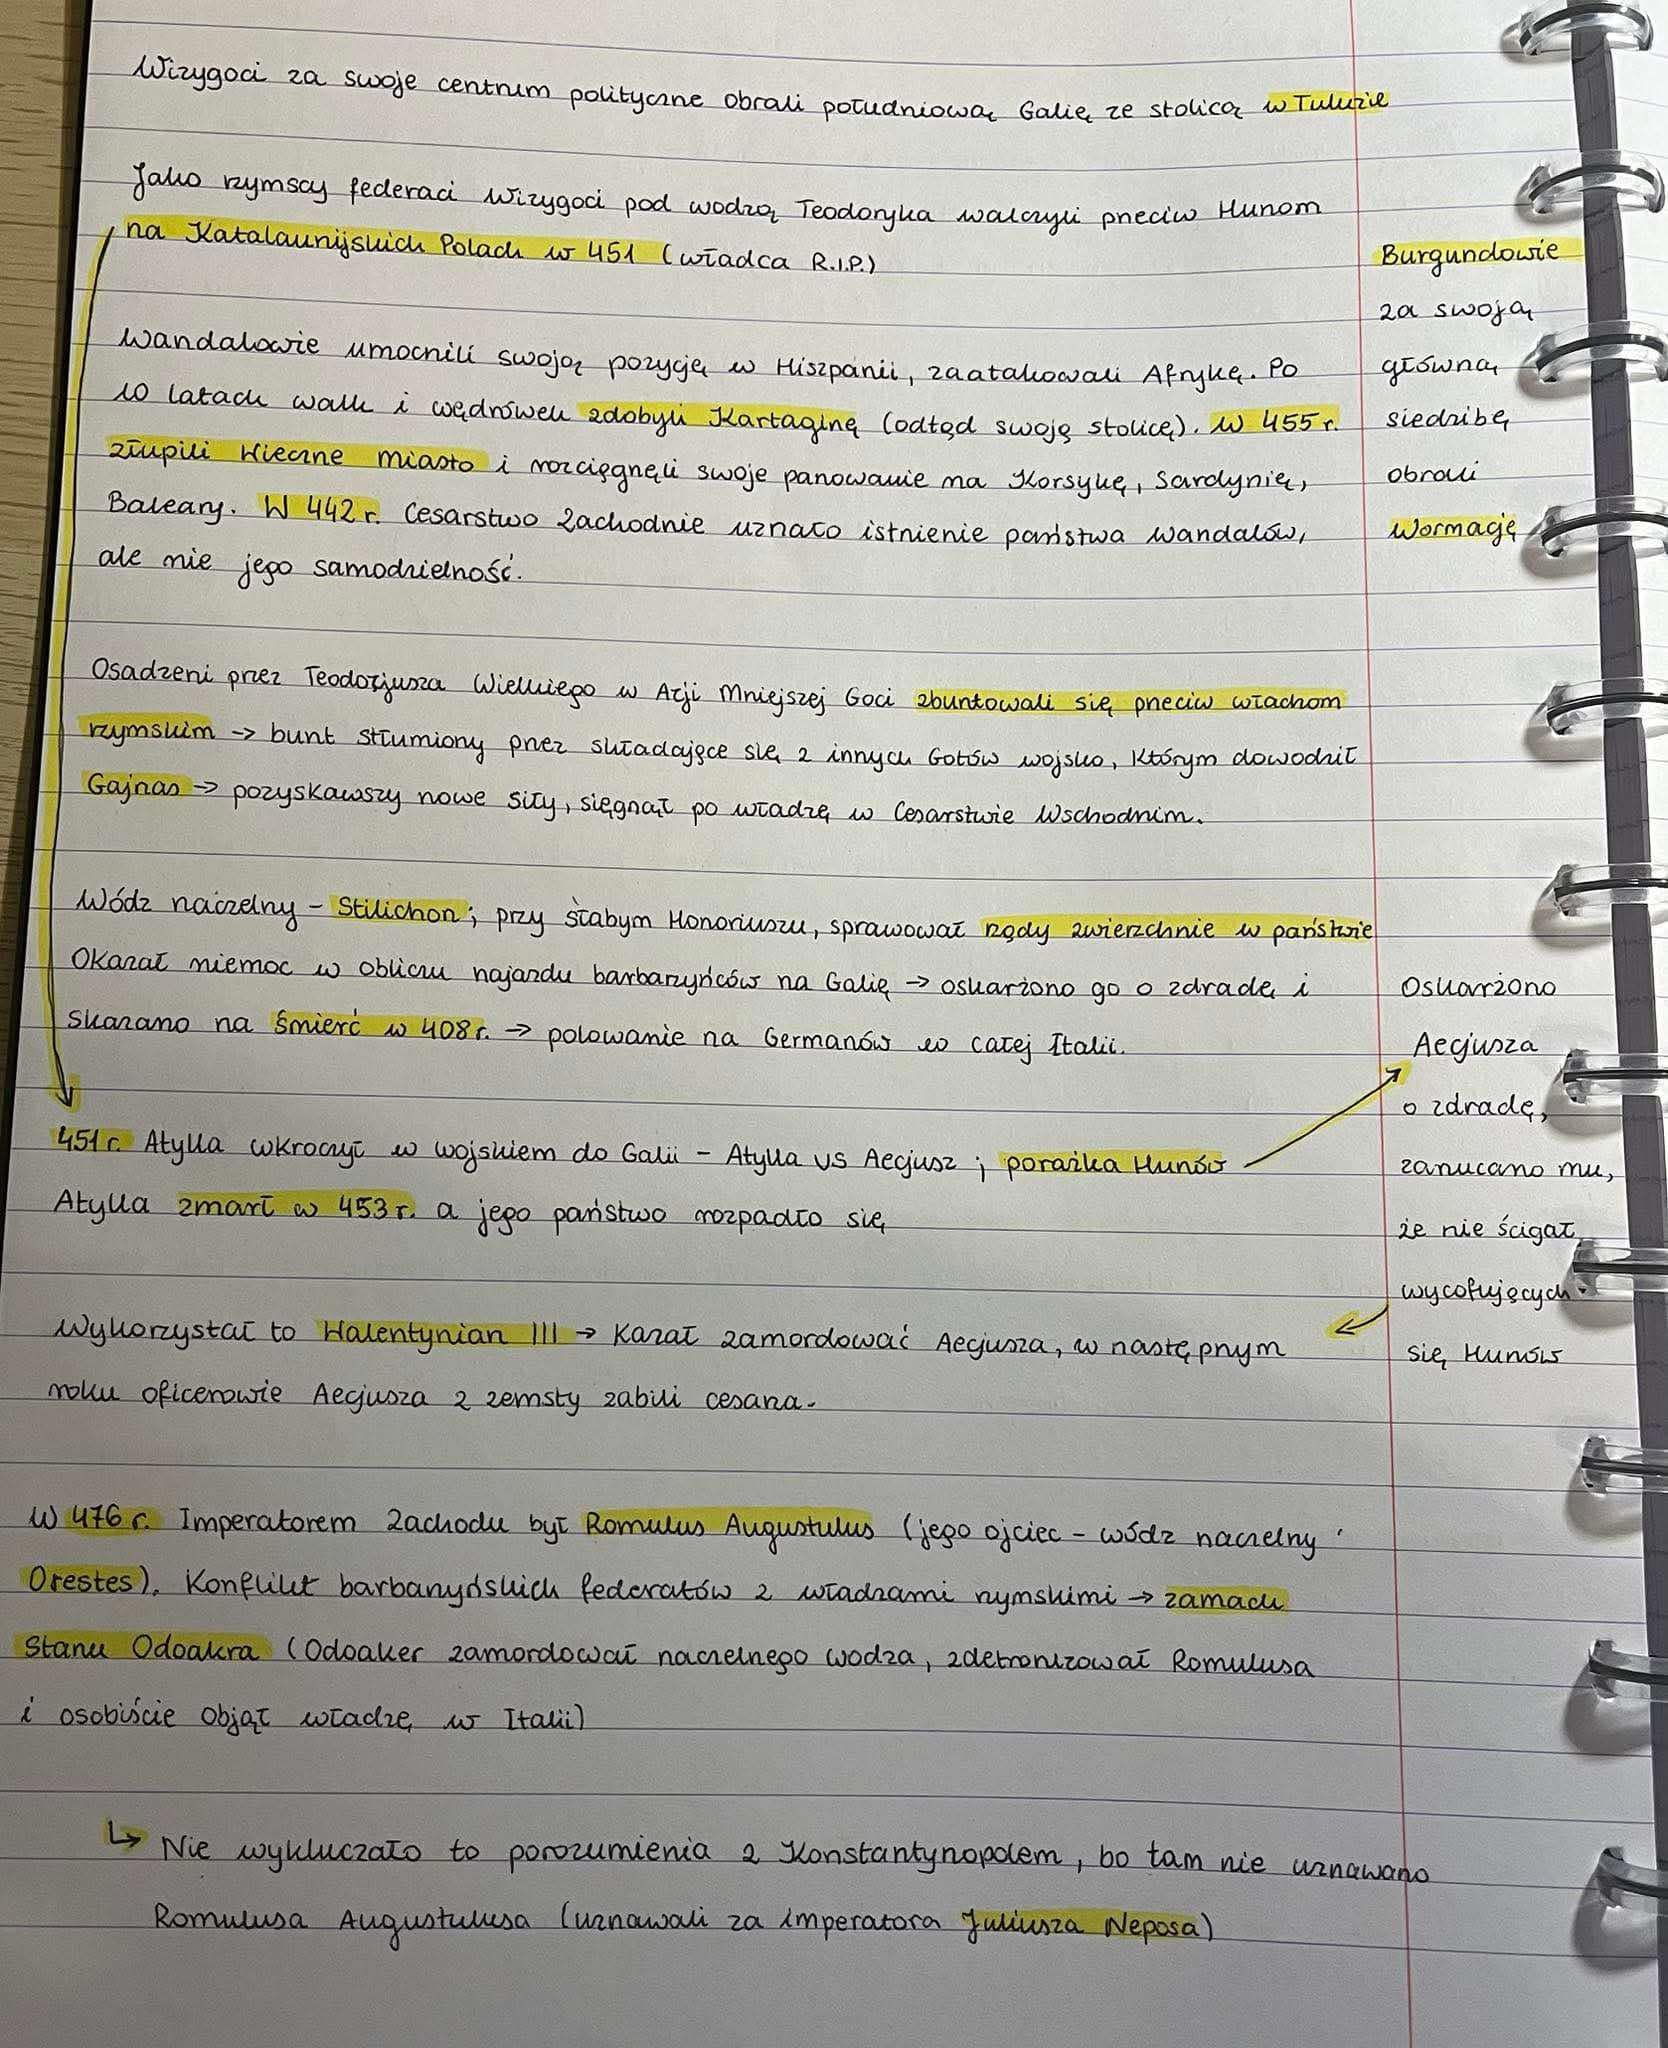 Wizygoci za swoje centrum polityczne obrali południową Galię ze stolicą w Tuluzie
Jako rzymscy federaci Wizygoci pod wodzą Teodoryka walczyli przeciw Hunom
na Katalaunijskich Polach w 451 (władca R.I.P.)
Wandalowie umocnili swoją pozycję w Hiszpanii, zaatakowali Afrykę. Po
10 latach walk i wędrówek zdobyli Kartaginę (odtąd swoję stolicę). W 455 r.
złupili Wieczne miasto i rozciągnęli swoje panowanie na Korsykę, Sardynię,
Baleary. W 442 r. Cesarstwo Zachodnie uznało istnienie państwa Wandalów,
ale nie jego samodzielność.
Burgundowie
za swoją
główną
siedzibę
obrali
Wormację
Osadzeni przez Teodozjusza Wielkiego w Azji Mniejszej Goci zbuntowali się przeciw władzom
rzymskim → bunt stłumiony przez składające się z innych Gotów wojsko, którym dowodził
Gajnas → pozyskawszy nowe siły, sięgnął po władzę w Cesarstwie Wschodnim.
Wódz naczelny – Stilichon; przy słabym Honoriuszu, sprawował rządy zwierzchnie w państwie
Okazał niemoc w obliczu najazdu barbarzyńców na Galię → oskarżono go o zdradę i
skazano na śmierć w 408 r. → polowanie na Germanów w całej Italii.
451 r. Atylla wkroczył w wojskiem do Galii – Atylla vs Aecjusz; porażka Hunów
Atylla zmarł w 453 r. a jego państwo rozpadło się
Oskarżono
Aecjusza
o zdradę,
zarzucano mu,
że nie ścigał
wycofujących
się Hunów
Wykorzystał to Walentynian III → Kazał zamordować Aecjusza, w następnym
roku oficerowie Aecjusza z zemsty zabili cesarza.
W 476 r. Imperatorem Zachodu był Romulus Augustulus (jego ojciec – wódz naczelny
Orestes). Konflikt barbarzyńskich federatów z władzami rzymskimi → zamach
stanu Odoakra (Odoaker zamordował naczelnego wodza, zdetronizował Romulusa
i osobiście objął władzę w Italii)
↳ Nie wykluczało to porozumienia z Konstantynopolem, bo tam nie uznawano
Romulusa Augustulusa (uznawali za imperatora Juliusza Neposa)